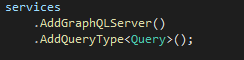 services
.AddGraphQLServer()
.AddQueryType<Query>();